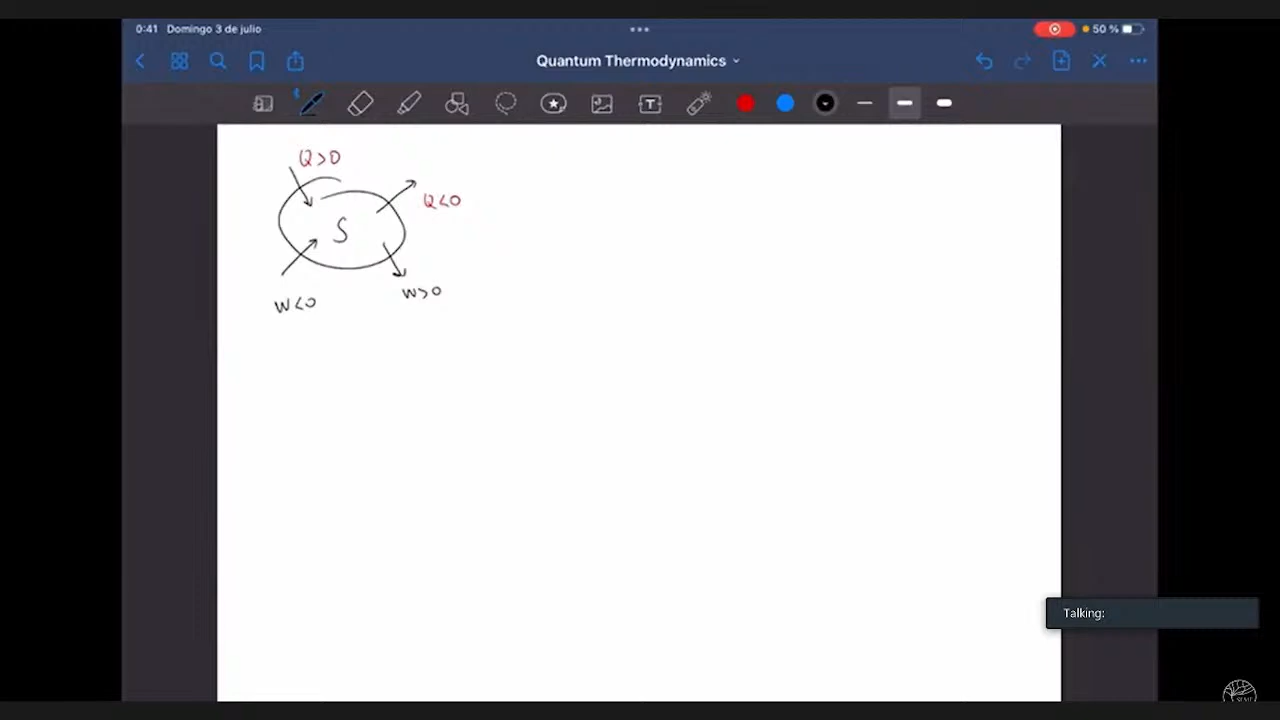 0:41 Domingo 3 de julio
50 %
Quantum Thermodynamics
T
Q>0
Q<0
S
W<0
W>0
Talking: